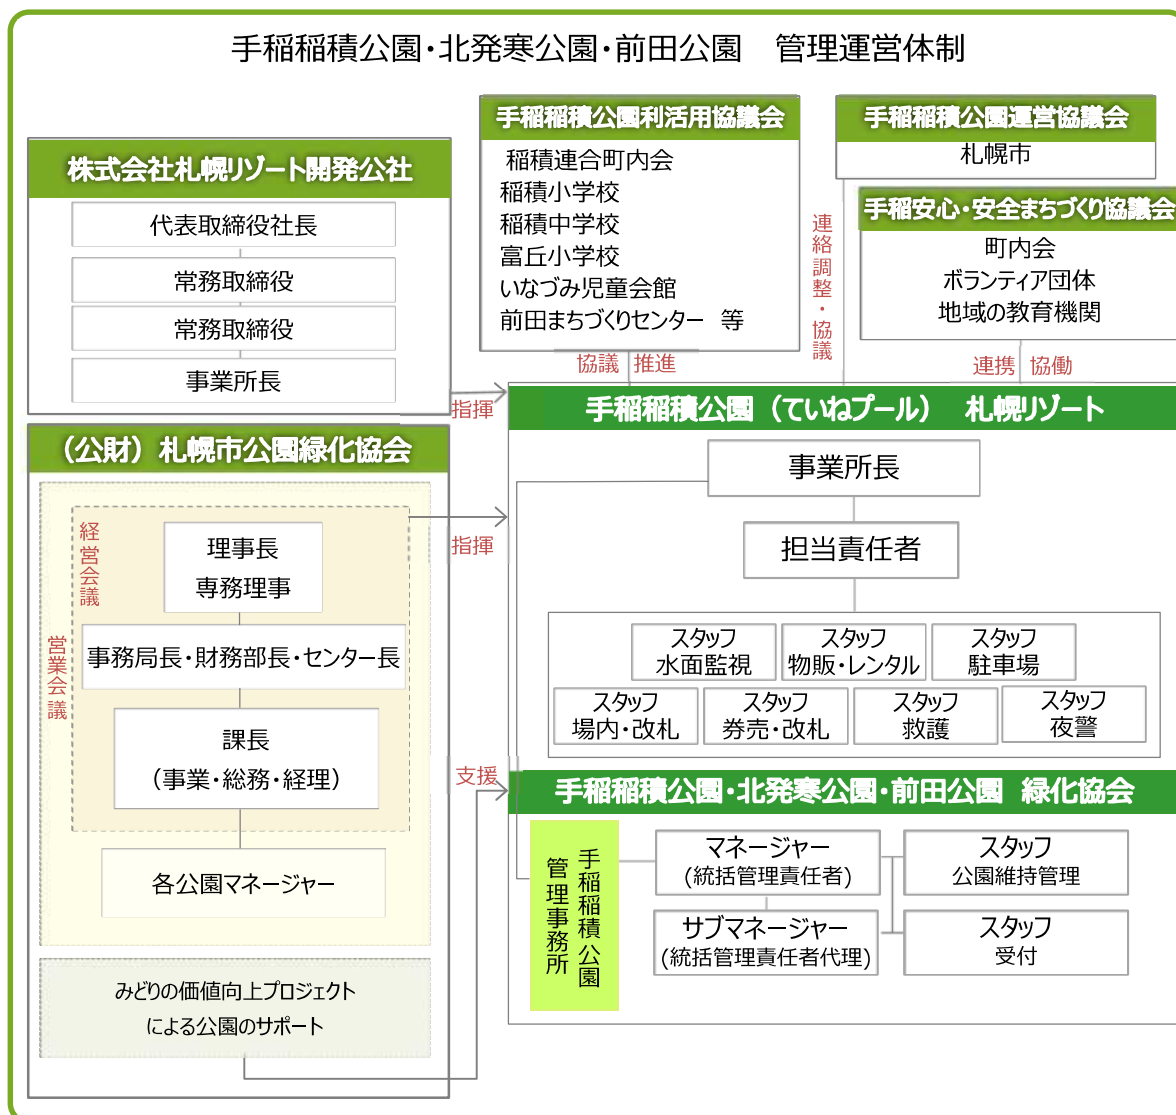 手稲稲積公園・北発寒公園・前田公園　管理運営体制
株式会社札幌リゾート開発公社
代表取締役社長
常務取締役
常務取締役
事業所長
手稲稲積公園利活用協議会
稲積連合町内会
稲積小学校
稲積中学校
富丘小学校
いなづみ児童会館
前田まちづくりセンター　等
手稲稲積公園運営協議会
札幌市
手稲安心・安全まちづくり協議会
町内会
ボランティア団体
地域の教育機関
連絡調整・協議
協議　推進
連携　協働
指揮
（公財）札幌市公園緑化協会
経営会議
営業会議
理事長
専務理事
事務局長・財務部長・センター長
課長
（事業・総務・経理）
各公園マネージャー
みどりの価値向上プロジェクト
による公園のサポート
指揮
支援
手稲稲積公園（ていねプール）　札幌リゾート
事業所長
担当責任者
スタッフ
水面監視
スタッフ
物販・レンタル
スタッフ
駐車場
スタッフ
場内・改札
スタッフ
券売・改札
スタッフ
救護
スタッフ
夜警
手稲稲積公園・北発寒公園・前田公園　緑化協会
手稲稲積公園
管理事務所
マネージャー
(統括管理責任者)
サブマネージャー
(統括管理責任者代理)
スタッフ
公園維持管理
スタッフ
受付